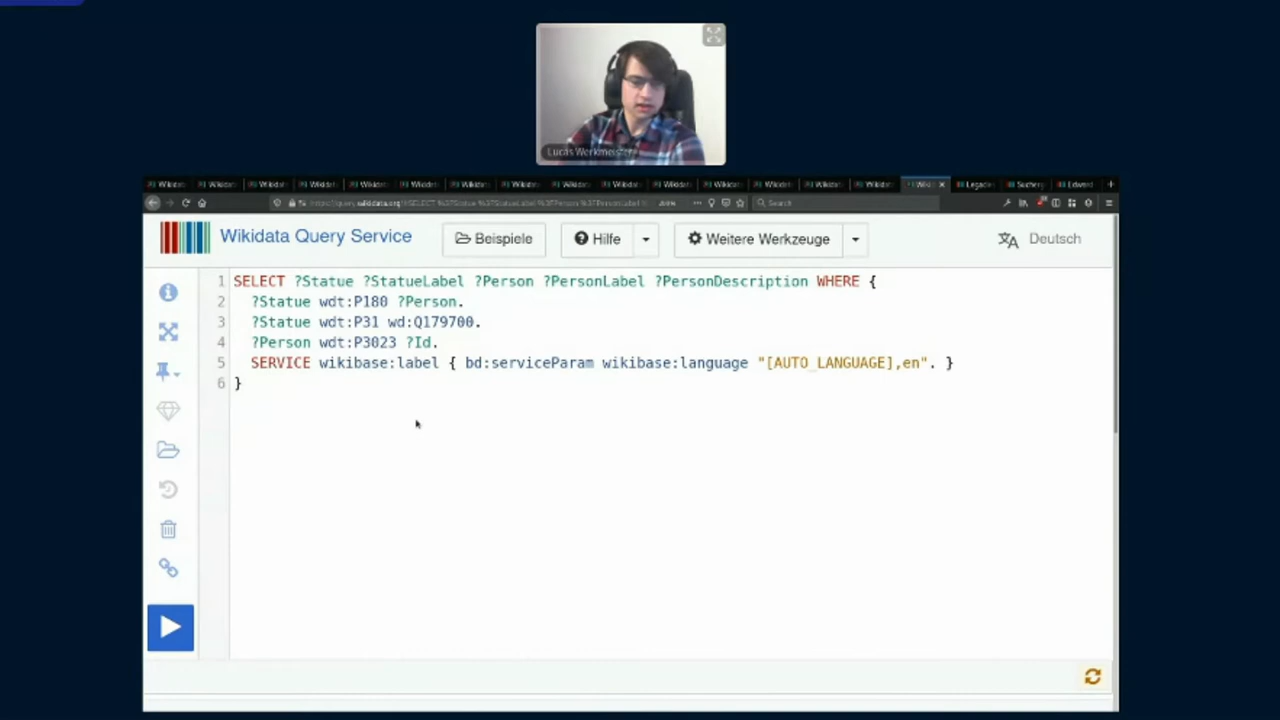 Lucas Werkmeister
Wikidata Query Service
Beispiele
Hilfe
Weitere Werkzeuge
Deutsch
1 SELECT ?Statue ?StatueLabel ?Person ?PersonLabel ?PersonDescription WHERE {
2 ?Statue wdt:P180 ?Person.
3 ?Statue wdt:P31 wd:Q179700.
4 ?Person wdt:P3023 ?Id.
5 SERVICE wikibase:label { bd:serviceParam wikibase:language "[AUTO_LANGUAGE],en". }
6 }